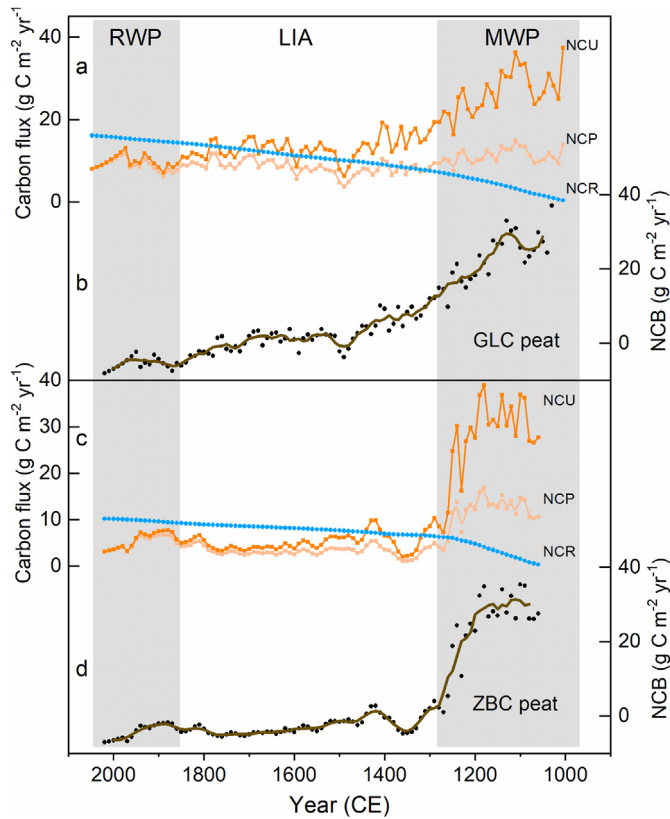 RWP LIA MWP
a
NCU
NCP
NCR
40
20
0
Carbon flux (g C m-2 yr-1)
b
GLC peat
40
20
0
NCB (g C m-2 yr-1)
c
NCU
NCP
NCR
40
30
20
10
0
Carbon flux (g C m-2 yr-1)
d
ZBC peat
40
20
0
NCB (g C m-2 yr-1)
2000 1800 1600 1400 1200 1000
Year (CE)